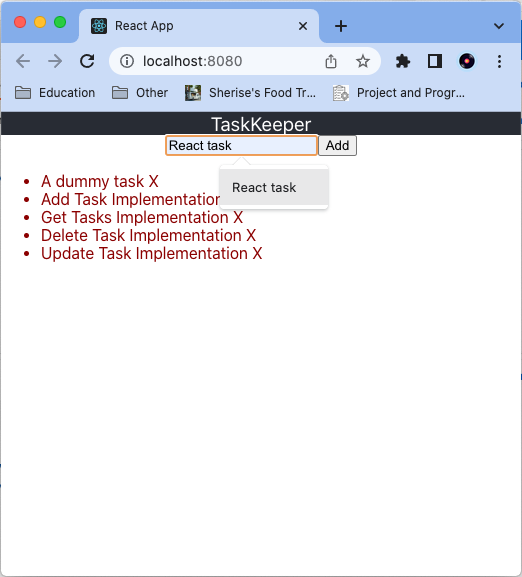 React App
localhost:8080
Education Other Sherise's Food Tr... Project and Progr...
TaskKeeper
React task Add
React task
A dummy task X
Add Task Implementation
Get Tasks Implementation X
Delete Task Implementation X
Update Task Implementation X